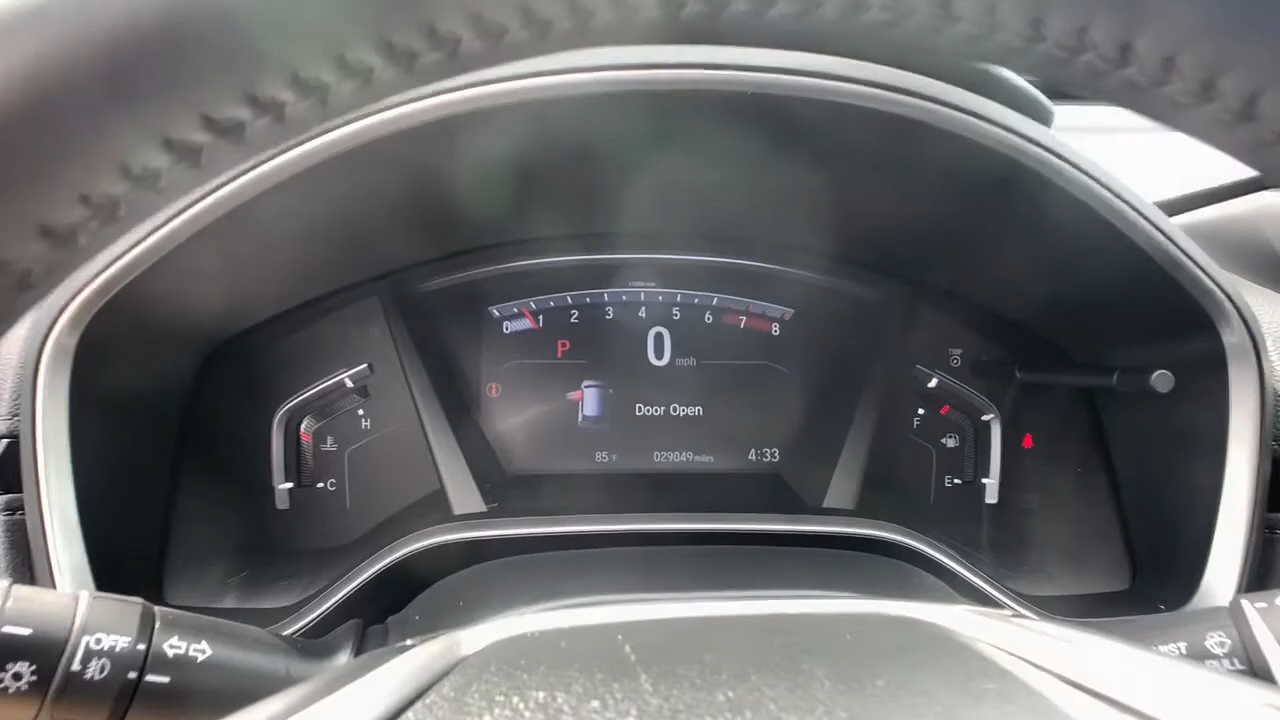 0 1 2 3 4 5 6 7 8
P 0 mph
H
F
Door Open
C
E
85°F 029049 miles 4:33
OFF
PULL